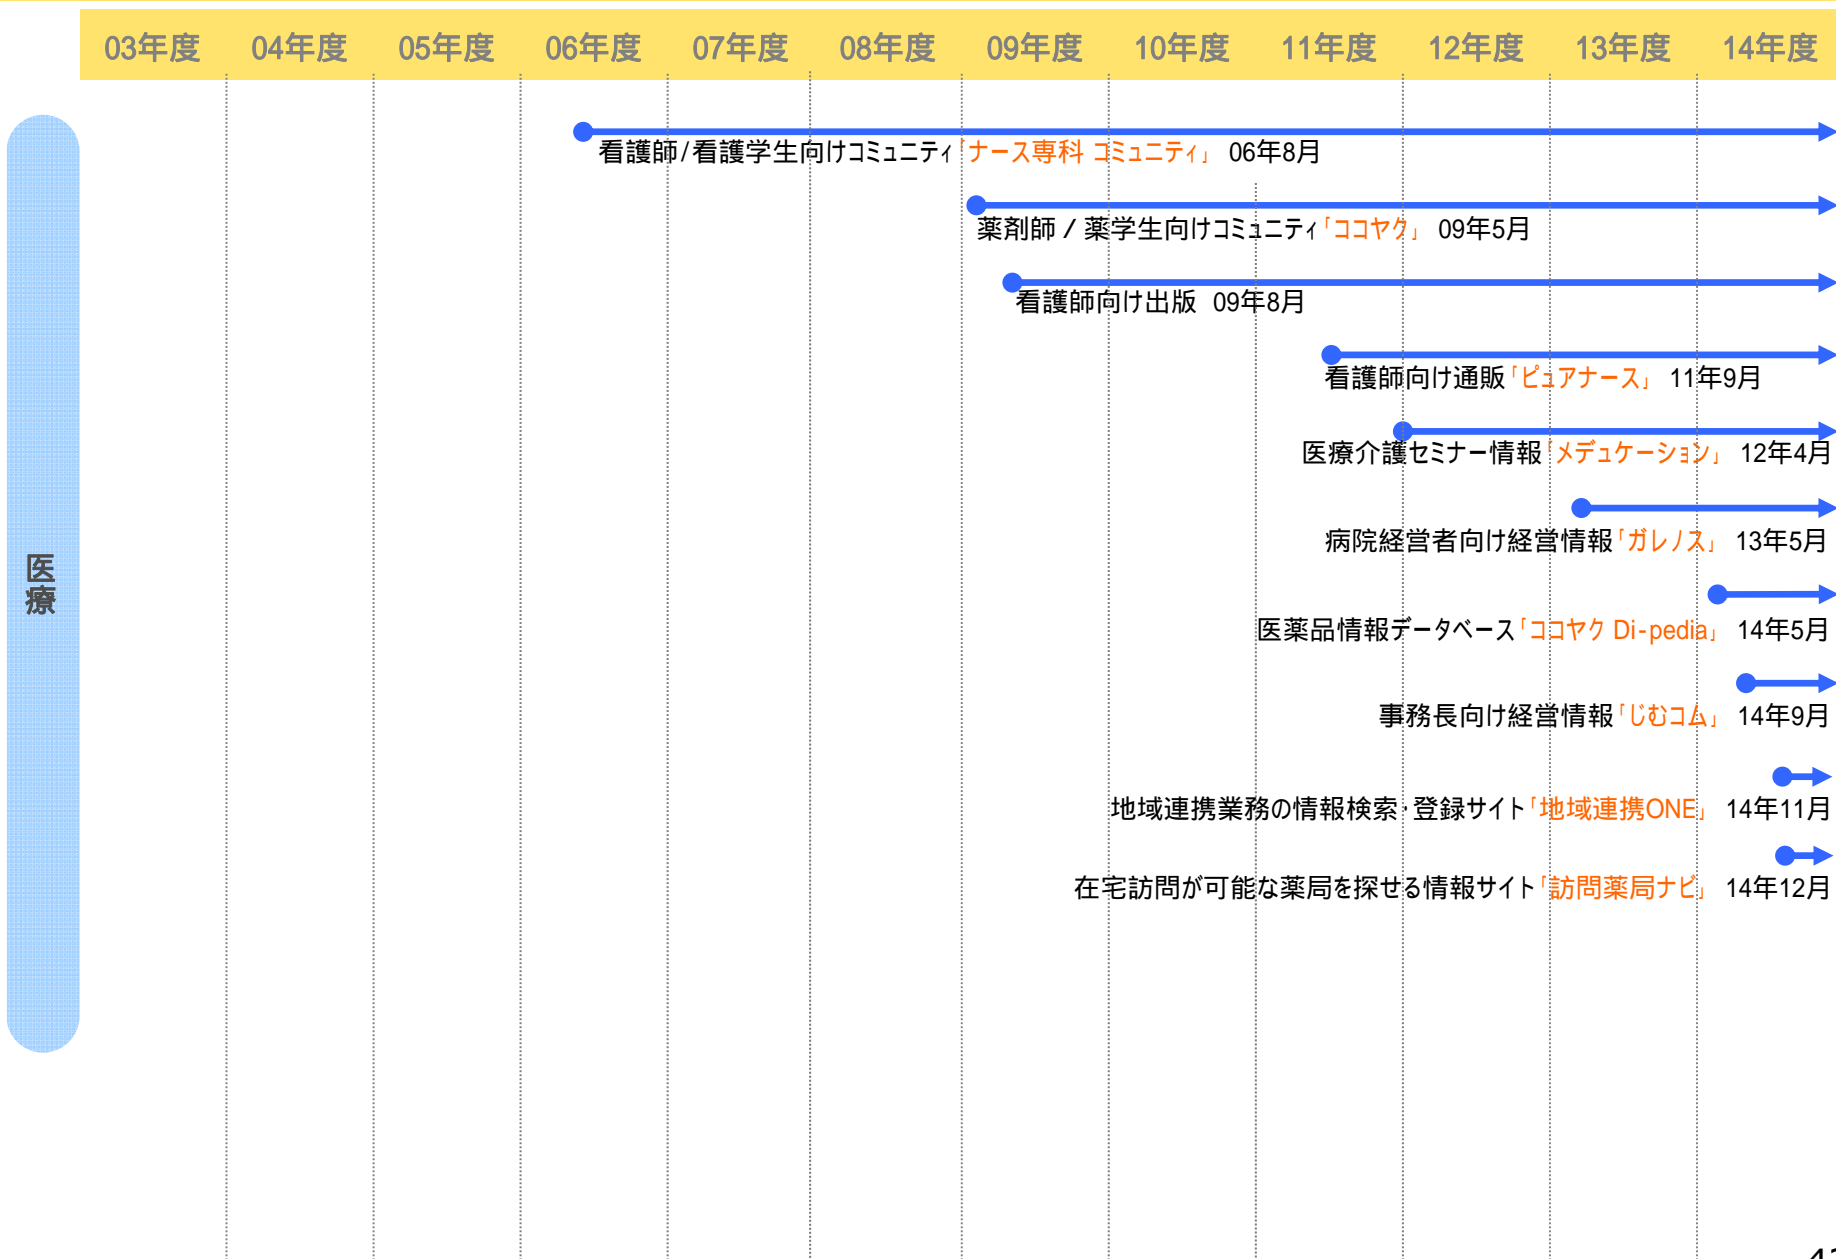 03年度 04年度 05年度 06年度 07年度 08年度 09年度 10年度 11年度 12年度 13年度 14年度
看護師/看護学生向けコミュニティ「ナース専科 コミュニティ」 06年8月
薬剤師 / 薬学生向けコミュニティ「ココヤク」 09年5月
看護師向け出版 09年8月
看護師向け通販「ピュアナース」 11年9月
医療介護セミナー情報「メデュケーション」 12年4月
病院経営者向け経営情報「ガレノス」 13年5月
医療
医薬品情報データベース「ココヤク Di-pedia」 14年5月
事務長向け経営情報「じむコム」 14年9月
地域連携業務の情報検索・登録サイト「地域連携ONE」 14年11月
在宅訪問が可能な薬局を探せる情報サイト「訪問薬局ナビ」 14年12月